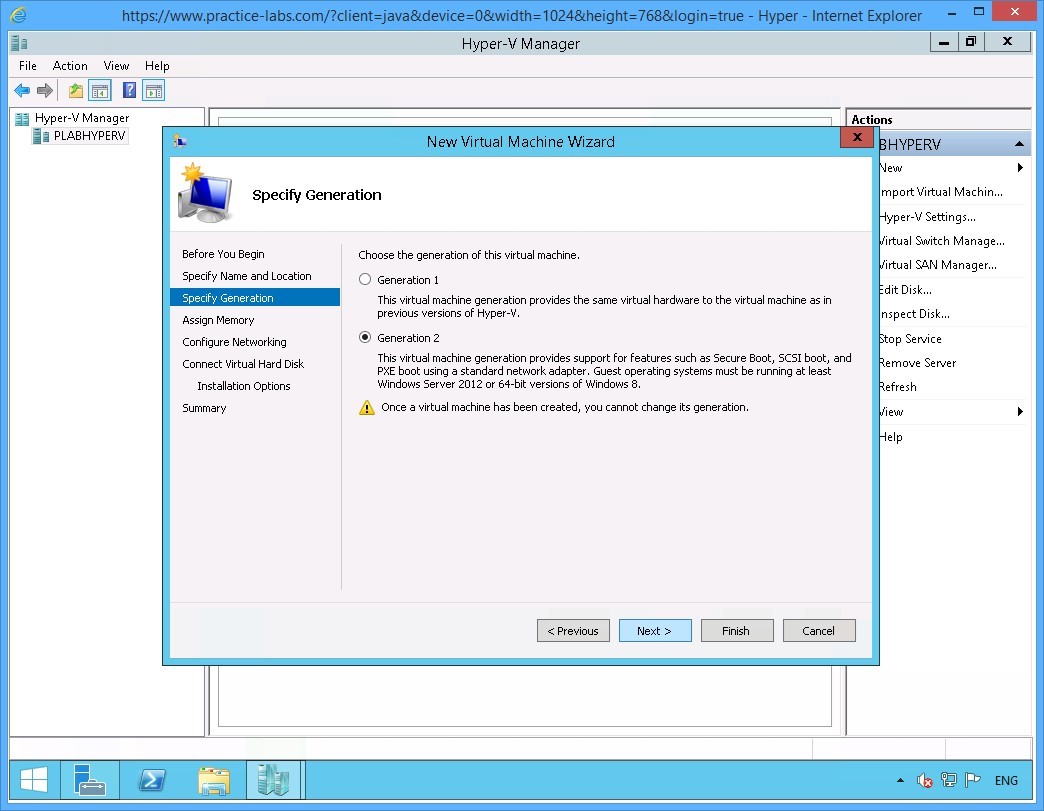 https://www.practice-labs.com/?client=java&device=0&width=1024&height=768&login=true - Hyper - Internet Explorer
Hyper-V Manager
File Action View Help
Hyper-V Manager
PLABHYPERV
New Virtual Machine Wizard
Specify Generation
Before You Begin
Specify Name and Location
Specify Generation
Assign Memory
Configure Networking
Connect Virtual Hard Disk
Installation Options
Summary
Choose the generation of this virtual machine.
Generation 1
This virtual machine generation provides the same virtual hardware to the virtual machine as in
previous versions of Hyper-V.
Generation 2
This virtual machine generation provides support for features such as Secure Boot, SCSI boot, and
PXE boot using a standard network adapter. Guest operating systems must be running at least
Windows Server 2012 or 64-bit versions of Windows 8.
Once a virtual machine has been created, you cannot change its generation.
< Previous
Next >
Finish
Cancel
Actions
BHYPERV
New
mport Virtual Machin...
Hyper-V Settings...
Virtual Switch Manage...
Virtual SAN Manager...
Edit Disk...
nspect Disk...
Stop Service
Remove Server
Refresh
View
Help
ENG